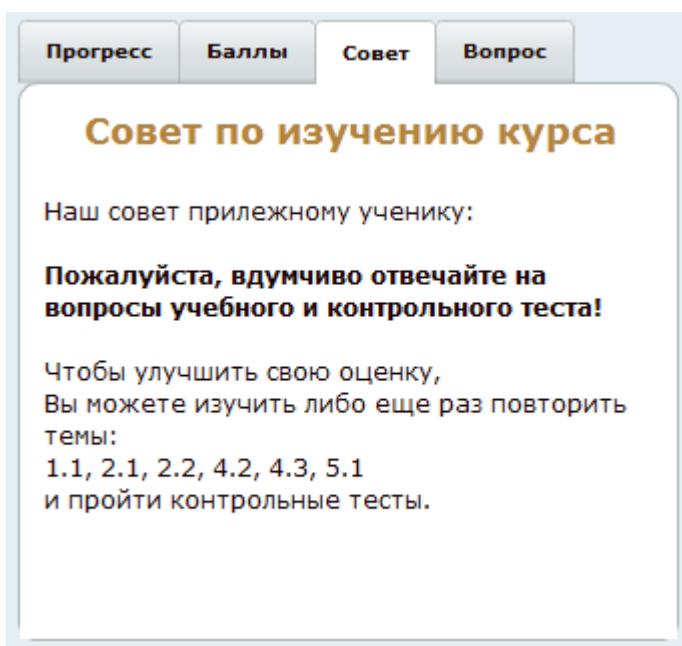 Прогресс Баллы Совет Вопрос
Совет по изучению курса
Наш совет прилежному ученику:
Пожалуйста, вдумчиво отвечайте на
вопросы учебного и контрольного теста!
Чтобы улучшить свою оценку,
Вы можете изучить либо еще раз повторить
темы:
1.1, 2.1, 2.2, 4.2, 4.3, 5.1
и пройти контрольные тесты.